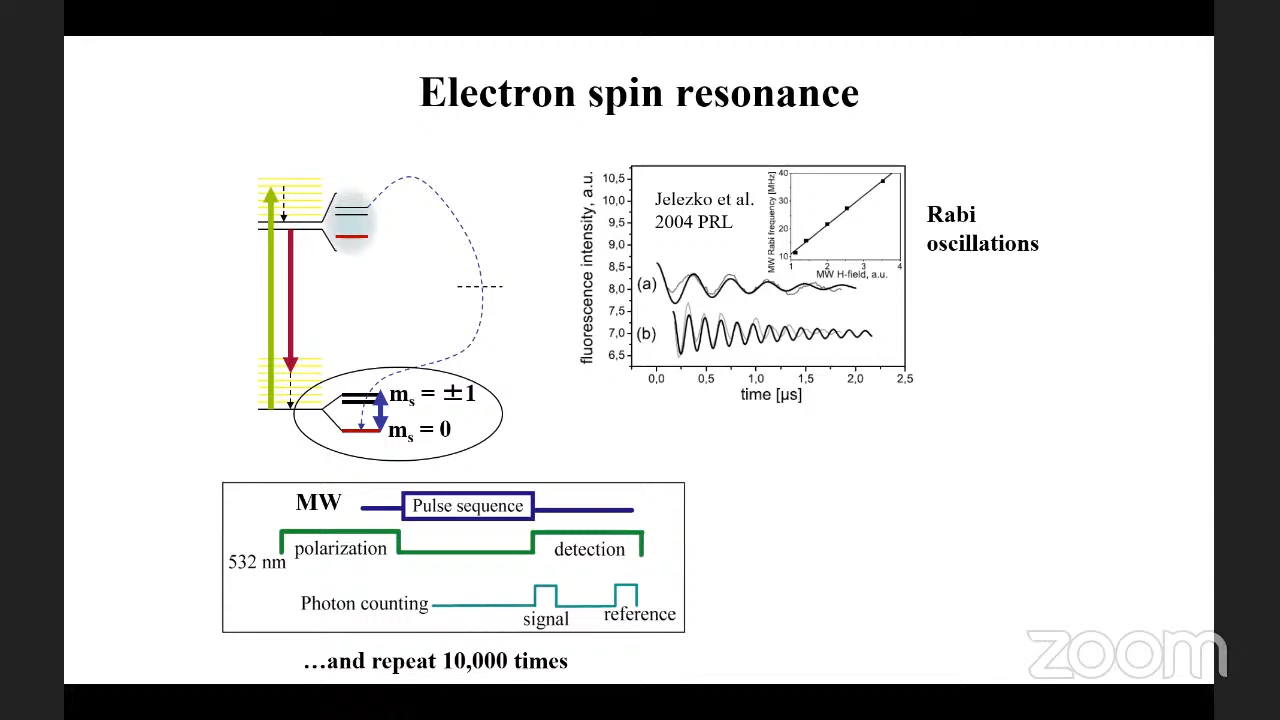 Electron spin resonance
mₛ = ±1
mₛ = 0
fluorescence intensity, a.u.
10,5
10,0
9,5
9,0
8,5
8,0
7,5
7,0
6,5
Jelezko et al.
2004 PRL
(a)
(b)
MW Rabi frequency [MHz]
40
30
20
10
1
2
3
4
MW H-field, a.u.
0,0
0,5
1,0
1,5
2,0
2,5
time [µs]
Rabi
oscillations
MW
Pulse sequence
polarization
detection
532 nm
Photon counting
signal
reference
…and repeat 10,000 times
zoom